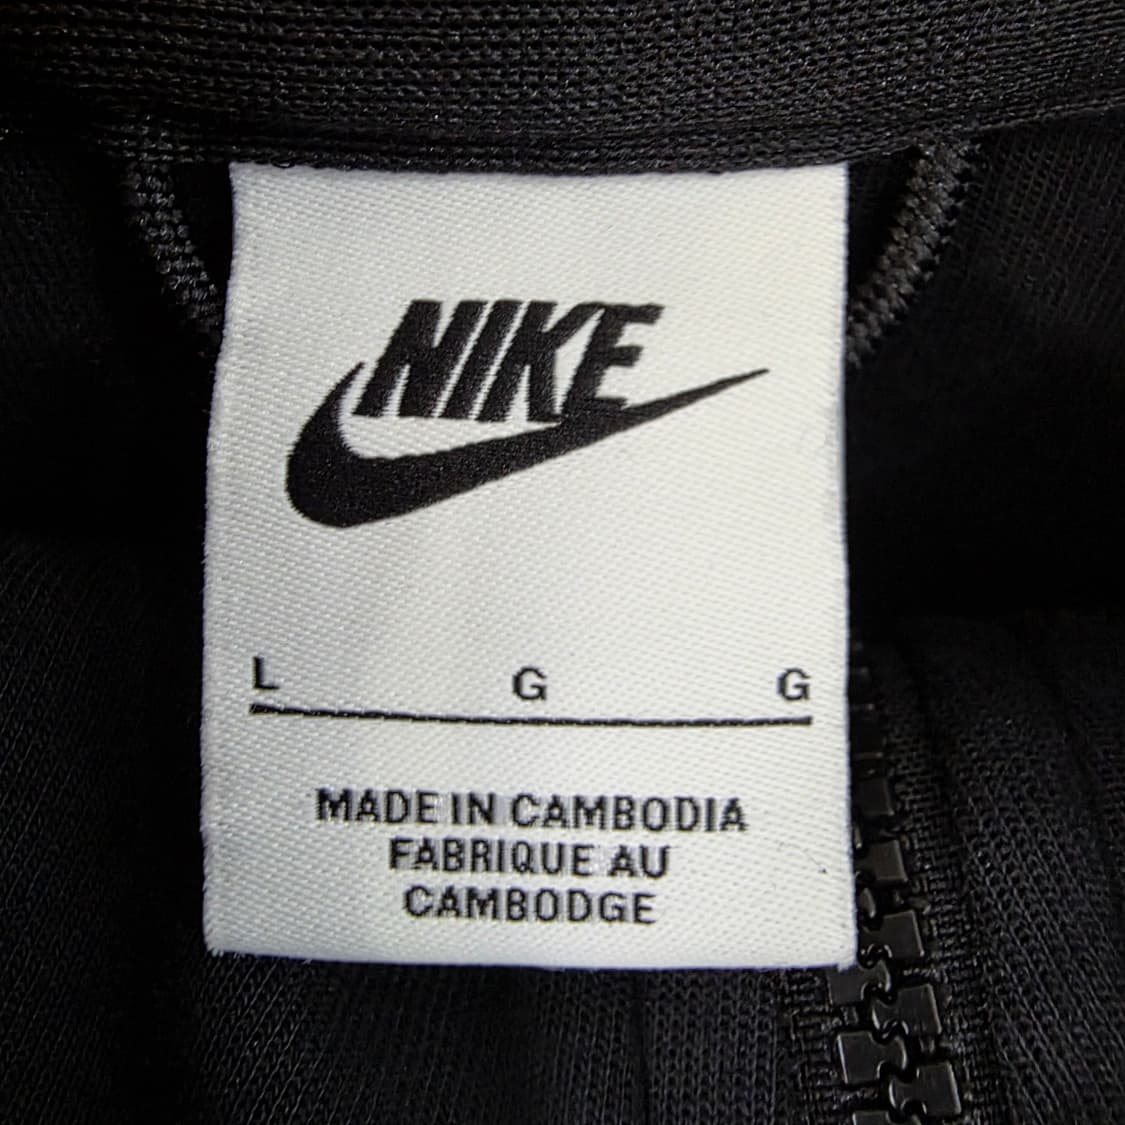 NIKE
L G G
MADE IN CAMBODIA
FABRIQUE AU
CAMBODGE